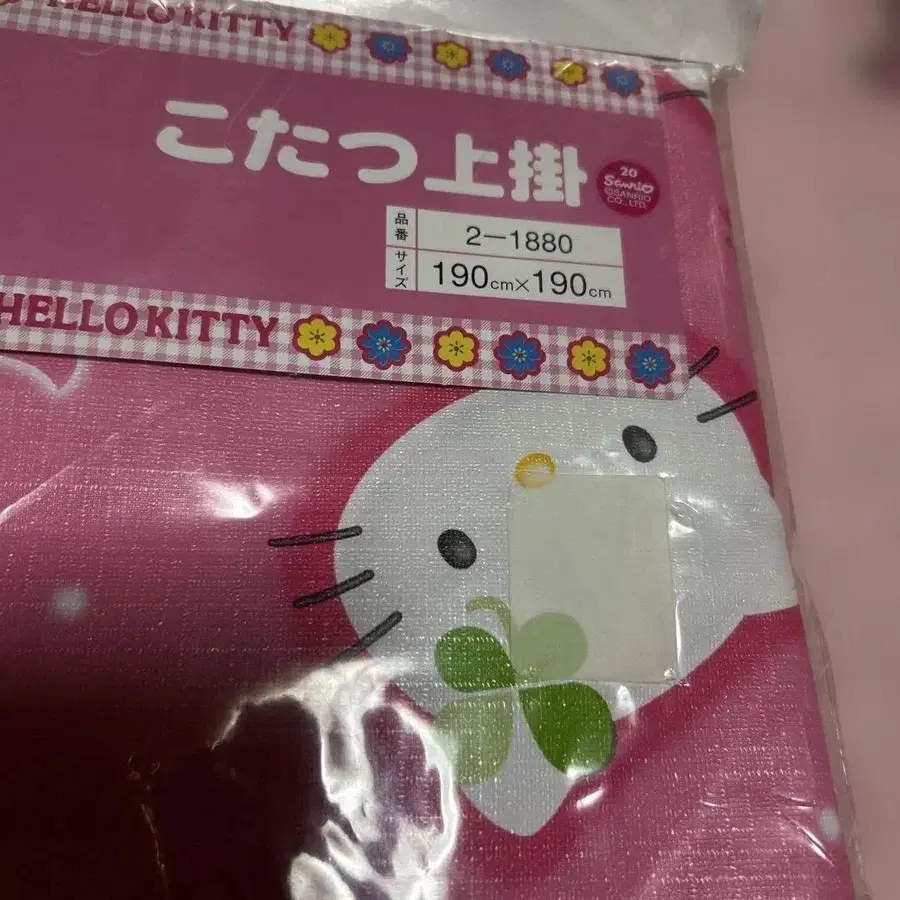 HELLO KITTY
こたつ上掛
20
Sanrio
©SANRIO
CO., LTD.
品番 2-1880
サイズ 190cm×190cm
HELLO KITTY